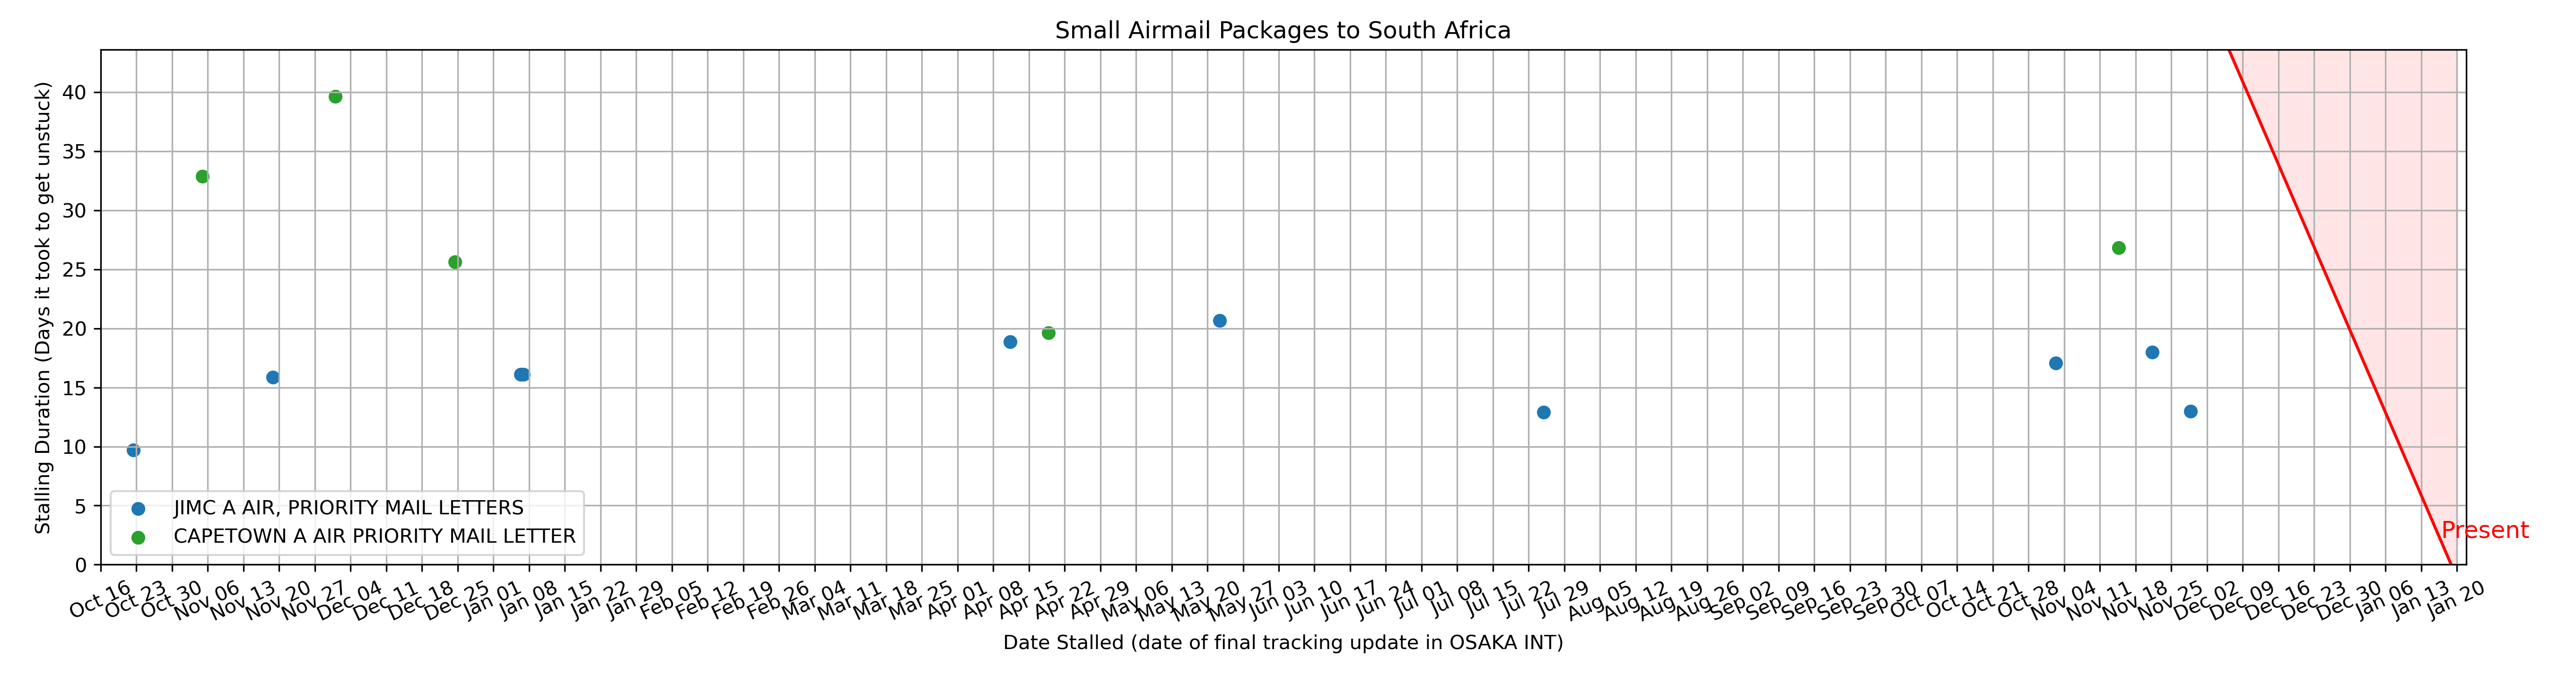 Small Airmail Packages to South Africa
Stalling Duration (Days it took to get unstuck)
40
35
30
25
20
15
10
5
0
JIMC A AIR, PRIORITY MAIL LETTERS
CAPETOWN A AIR PRIORITY MAIL LETTER
Present
Oct 16
Oct 23
Oct 30
Nov 06
Nov 13
Nov 20
Nov 27
Dec 04
Dec 11
Dec 18
Dec 25
Jan 01
Jan 08
Jan 15
Jan 22
Jan 29
Feb 05
Feb 12
Feb 19
Feb 26
Mar 04
Mar 11
Mar 18
Mar 25
Apr 01
Apr 08
Apr 15
Apr 22
Apr 29
May 06
May 13
May 20
May 27
Jun 03
Jun 10
Jun 17
Jun 24
Jul 01
Jul 08
Jul 15
Jul 22
Jul 29
Aug 05
Aug 12
Aug 19
Aug 26
Sep 02
Sep 09
Sep 16
Sep 23
Sep 30
Oct 07
Oct 14
Oct 21
Oct 28
Nov 04
Nov 11
Nov 18
Nov 25
Dec 02
Dec 09
Dec 16
Dec 23
Dec 30
Jan 06
Jan 13
Jan 20
Date Stalled (date of final tracking update in OSAKA INT)